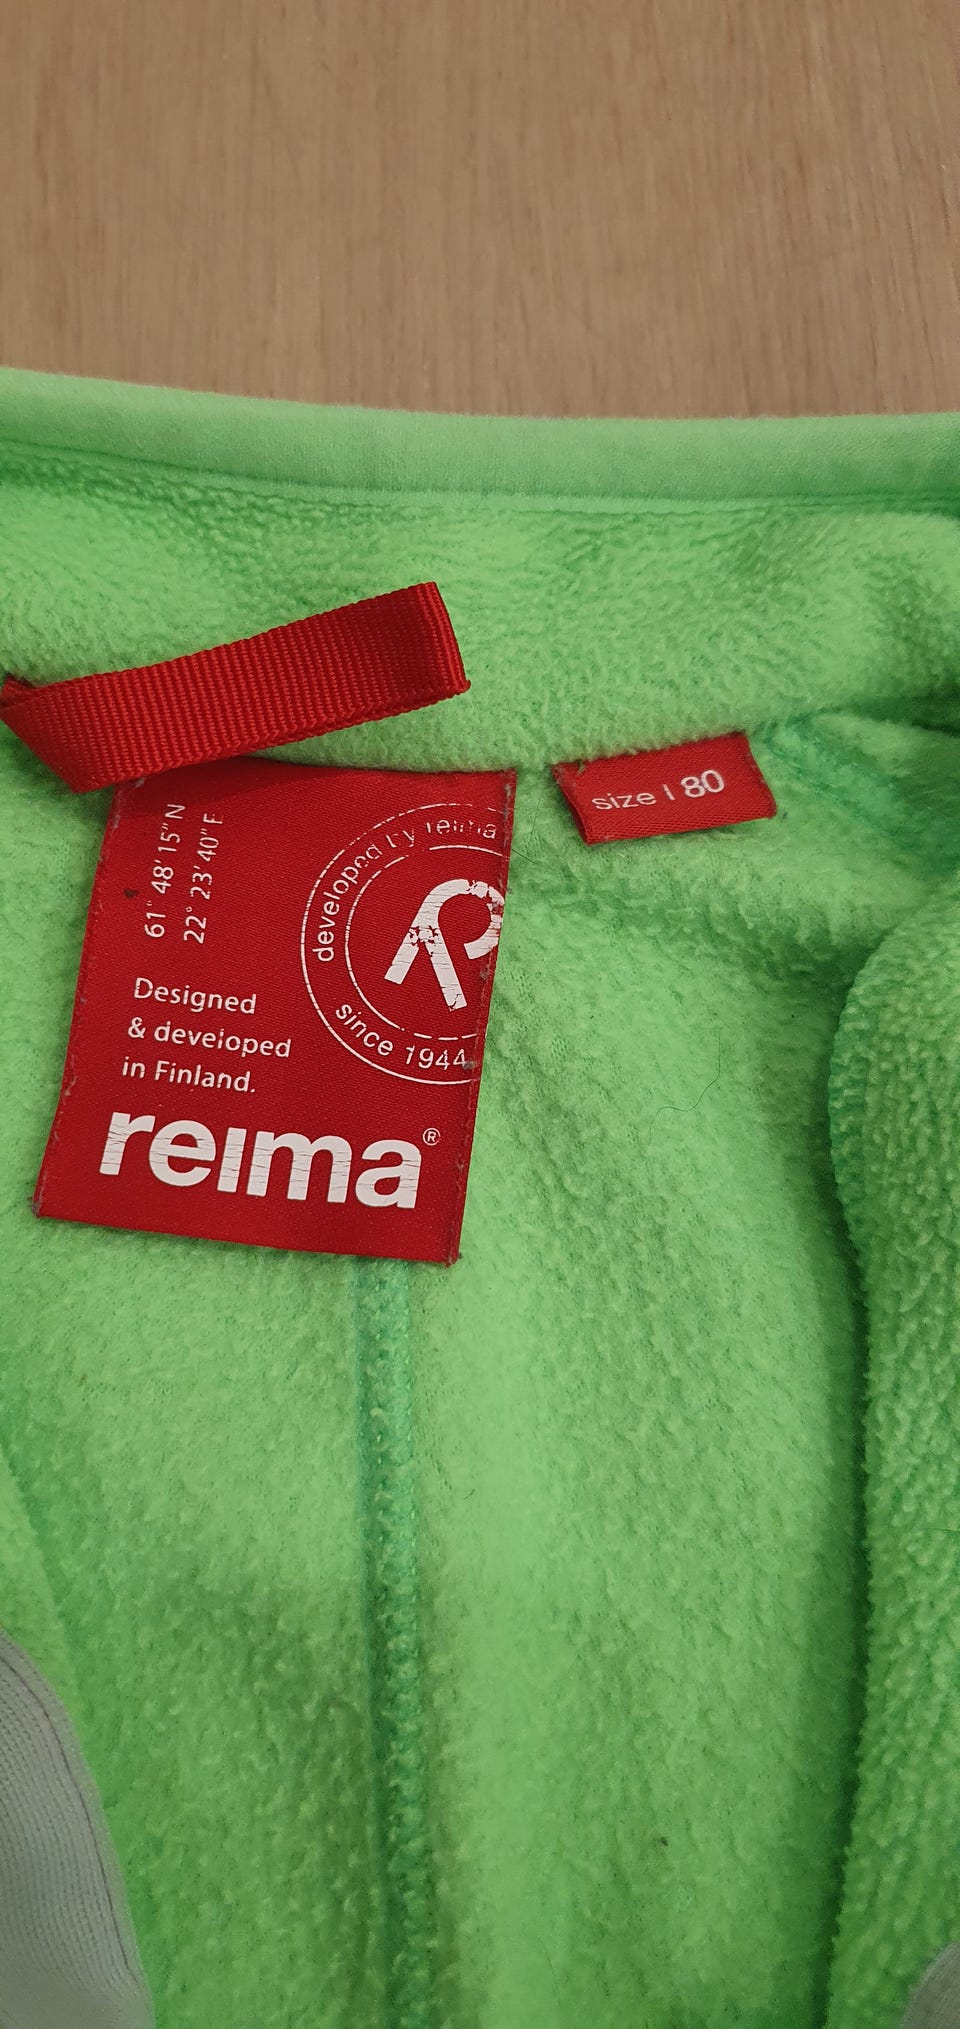 61° 48' 15" N
22° 23' 40" E
developed by reima
since 1944
R
Designed
& developed
in Finland.
reima®
size | 80